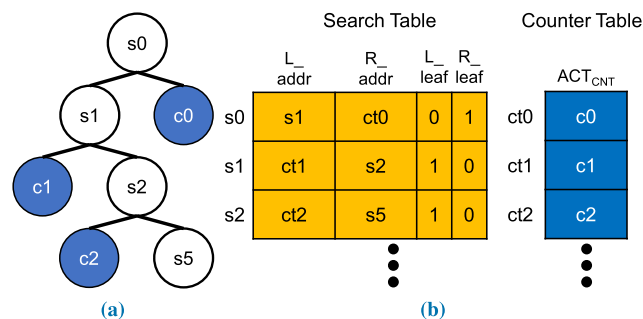 s0
s1 c0
c1 s2
c2 s5
(a)
Search Table
L_ addr R_ addr L_ leaf R_ leaf
s0 s1 ct0 0 1
s1 ct1 s2 1 0
s2 ct2 s5 1 0
Counter Table
ACT_CNT
ct0 c0
ct1 c1
ct2 c2
(b)